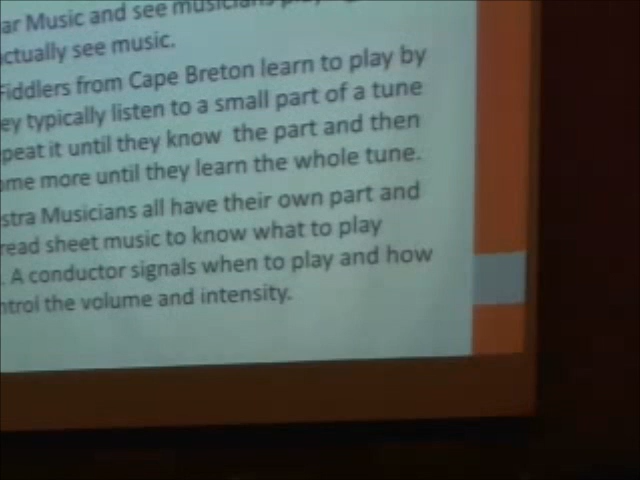 ar Music and see musicians
ctually see music.
Fiddlers from Cape Breton learn to play by
ey typically listen to a small part of a tune
peat it until they know the part and then
ome more until they learn the whole tune.
stra Musicians all have their own part and
read sheet music to know what to play
. A conductor signals when to play and how
ntrol the volume and intensity.